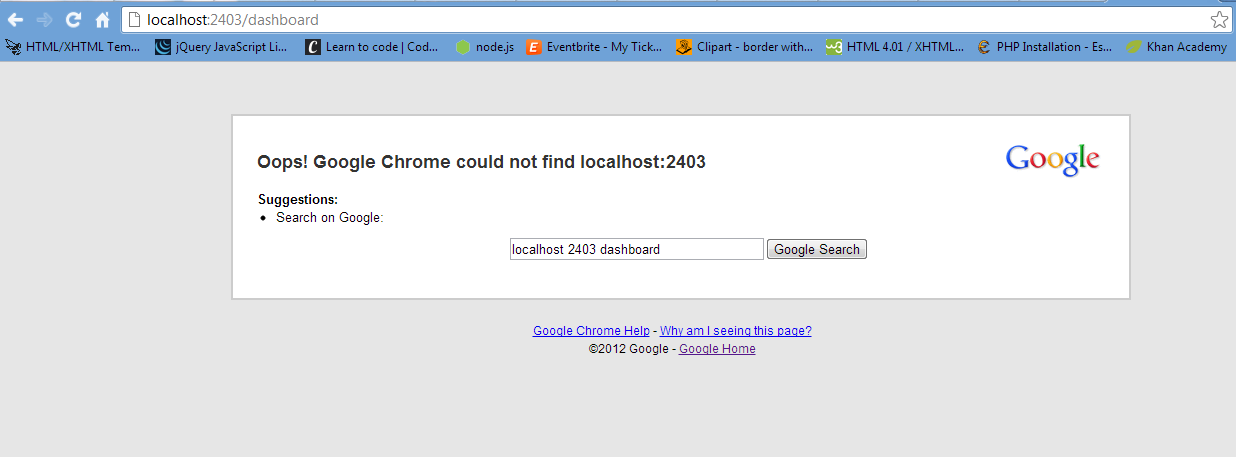 localhost:2403/dashboard
HTML/XHTML Tem... jQuery JavaScript Li... Learn to code | Cod... node.js Eventbrite - My Tick... Clipart - border with... HTML 4.01 / XHTML... PHP Installation - Es... Khan Academy
Oops! Google Chrome could not find localhost:2403
Google
Suggestions:
• Search on Google:
localhost 2403 dashboard Google Search
Google Chrome Help - Why am I seeing this page?
©2012 Google - Google Home